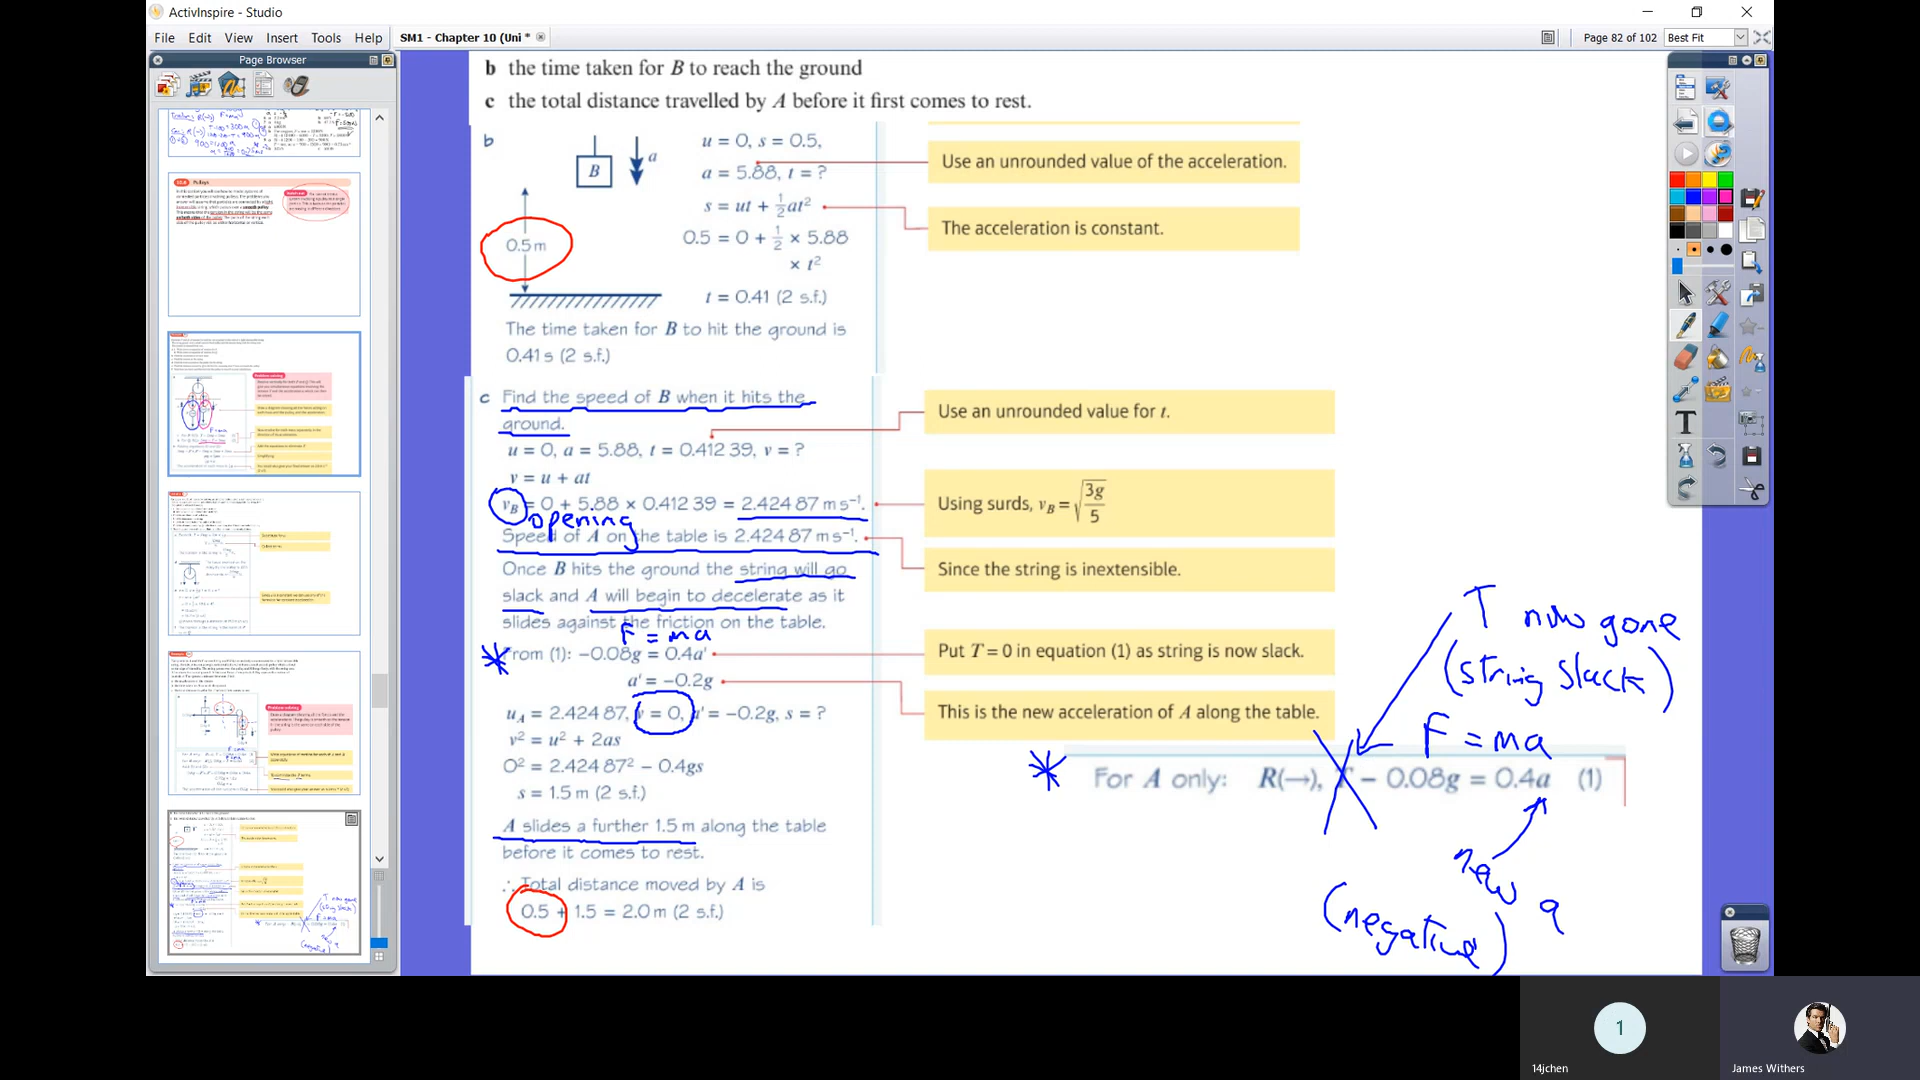 ActivInspire - Studio
File Edit View Insert Tools Help
SM1 - Chapter 10 (Uni *
Page 82 of 102
Best Fit
Page Browser
b the time taken for B to reach the ground
c the total distance travelled by A before it first comes to rest.
b
B
a
0.5 m
u = 0, s = 0.5,
a = 5.88, t = ?
s = ut + ½at²
0.5 = 0 + ½ × 5.88
× t²
t = 0.41 (2 s.f.)
Use an unrounded value of the acceleration.
The acceleration is constant.
The time taken for B to hit the ground is
0.41 s (2 s.f.)
c Find the speed of B when it hits the
ground.
Use an unrounded value for t.
u = 0, a = 5.88, t = 0.412 39, v = ?
v = u + at
v_B = 0 + 5.88 × 0.412 39 = 2.424 87 m s⁻¹.
Using surds, v_B = √(3g/5)
opening
Speed of A on the table is 2.424 87 m s⁻¹.
Since the string is inextensible.
Once B hits the ground the string will go
slack and A will begin to decelerate as it
slides against the friction on the table.
F = ma
* From (1): −0.08g = 0.4a′
Put T = 0 in equation (1) as string is now slack.
a′ = −0.2g
This is the new acceleration of A along the table.
u_A = 2.424 87, v = 0, a′ = −0.2g, s = ?
v² = u² + 2as
0² = 2.424 87² − 0.4gs
s = 1.5 m (2 s.f.)
A slides a further 1.5 m along the table
before it comes to rest.
∴ Total distance moved by A is
0.5 + 1.5 = 2.0 m (2 s.f.)
T now gone
(string slack)
F = ma
* For A only: R(→), T − 0.08g = 0.4a (1)
new a
(negative)
T
1
14jchen
James Withers